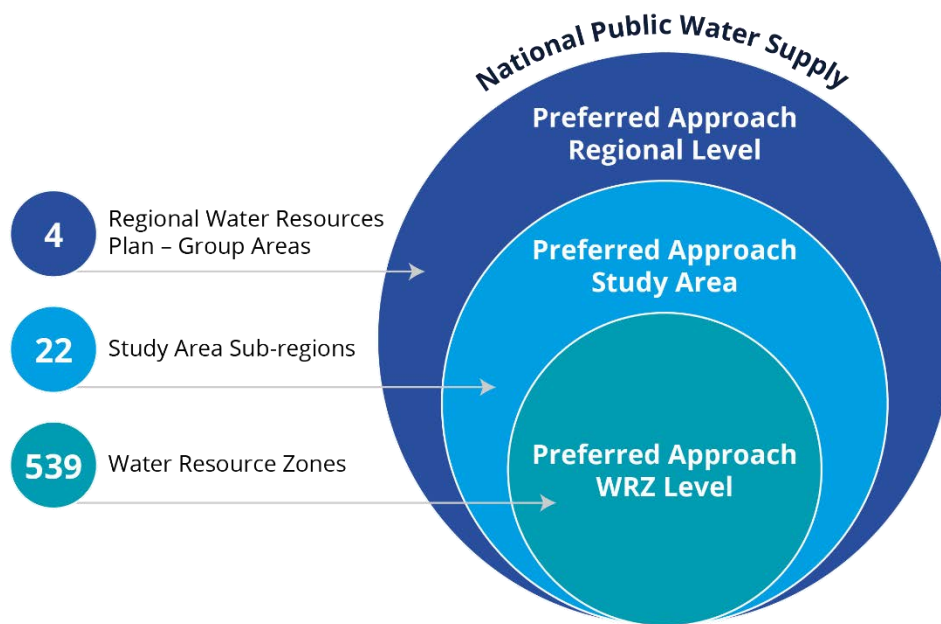 National Public Water Supply
Preferred Approach
Regional Level
4
Regional Water Resources
Plan – Group Areas
Preferred Approach
Study Area
22
Study Area Sub-regions
539
Water Resource Zones
Preferred Approach
WRZ Level